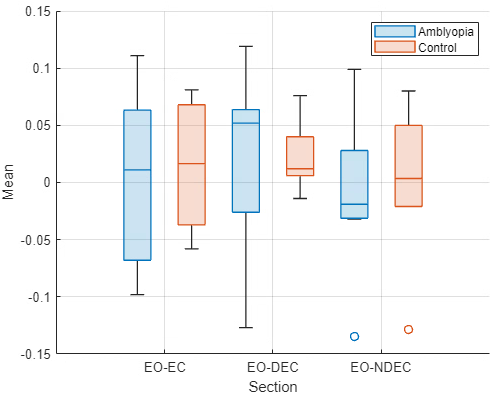 0.15
0.1
0.05
0
-0.05
-0.1
-0.15
Mean
Amblyopia
Control
EO-EC
EO-DEC
EO-NDEC
Section